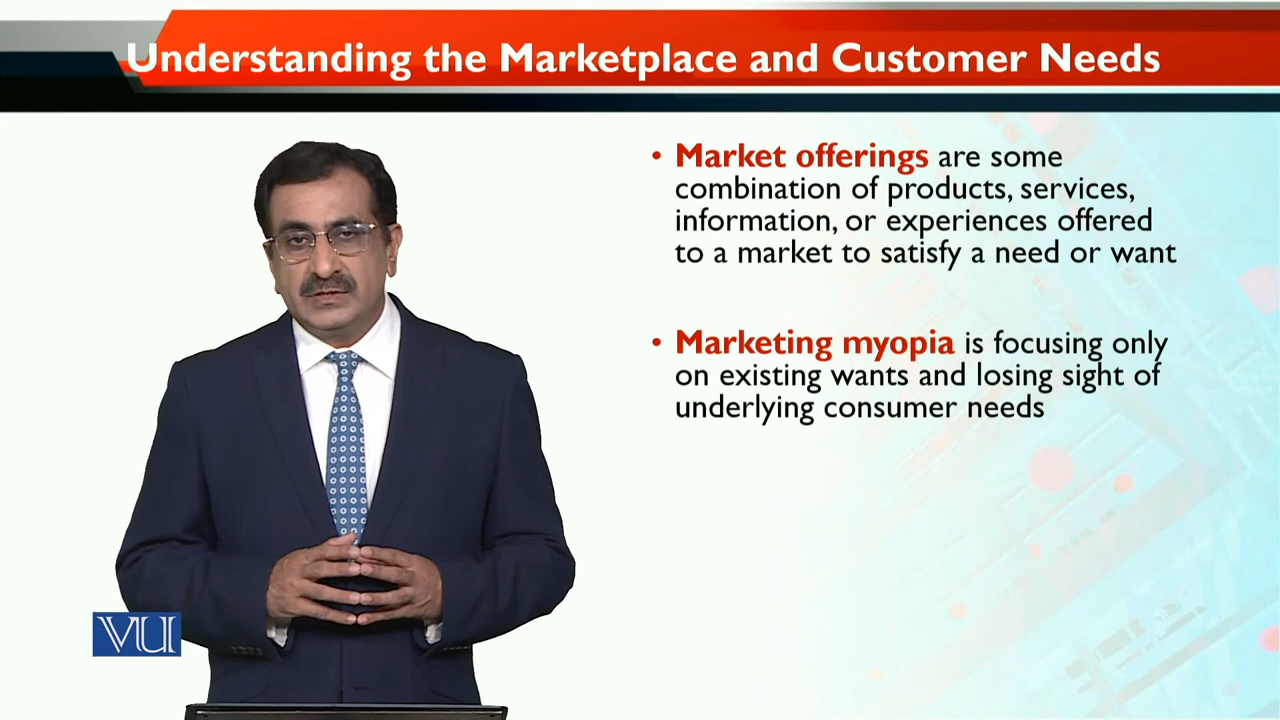 Understanding the Marketplace and Customer Needs
• Market offerings are some
combination of products, services,
information, or experiences offered
to a market to satisfy a need or want
• Marketing myopia is focusing only
on existing wants and losing sight of
underlying consumer needs
VU